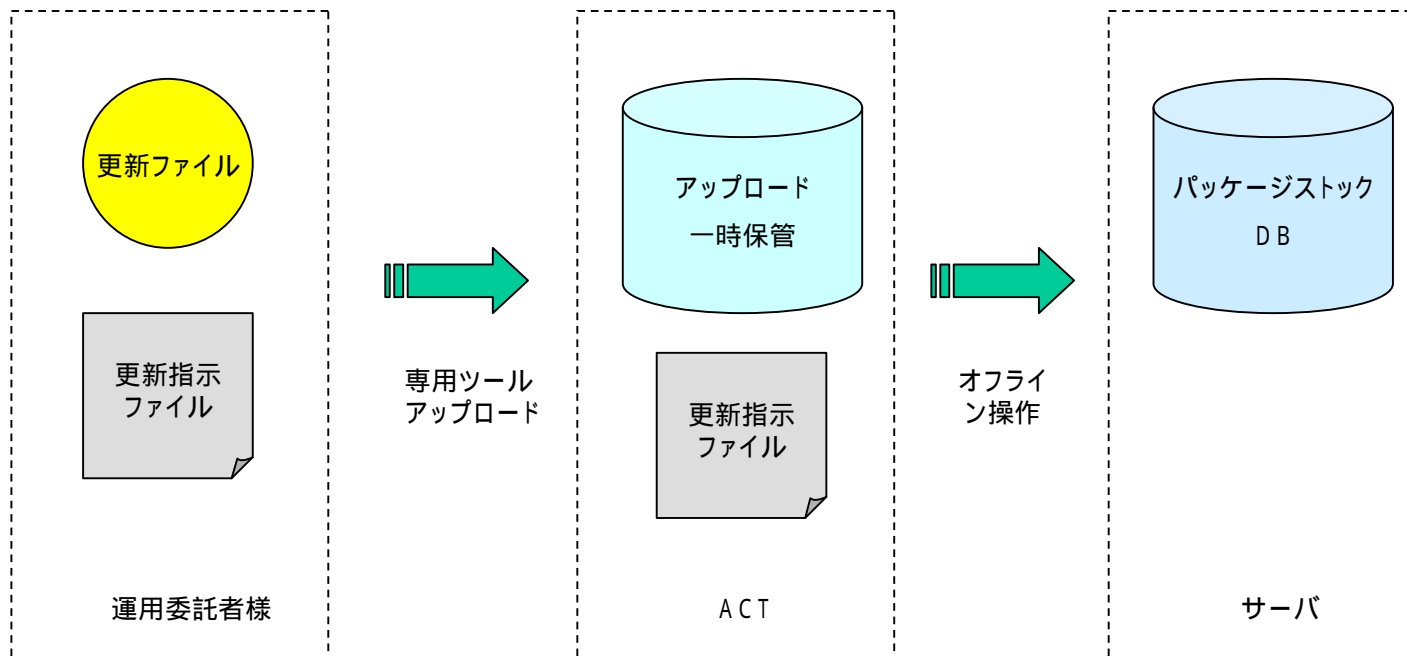 更新ファイル
更新指示
ファイル
運用委託者様
専用ツール
アップロード
アップロード
一時保管
更新指示
ファイル
ACT
オフライ
ン操作
パッケージストック
DB
サーバ